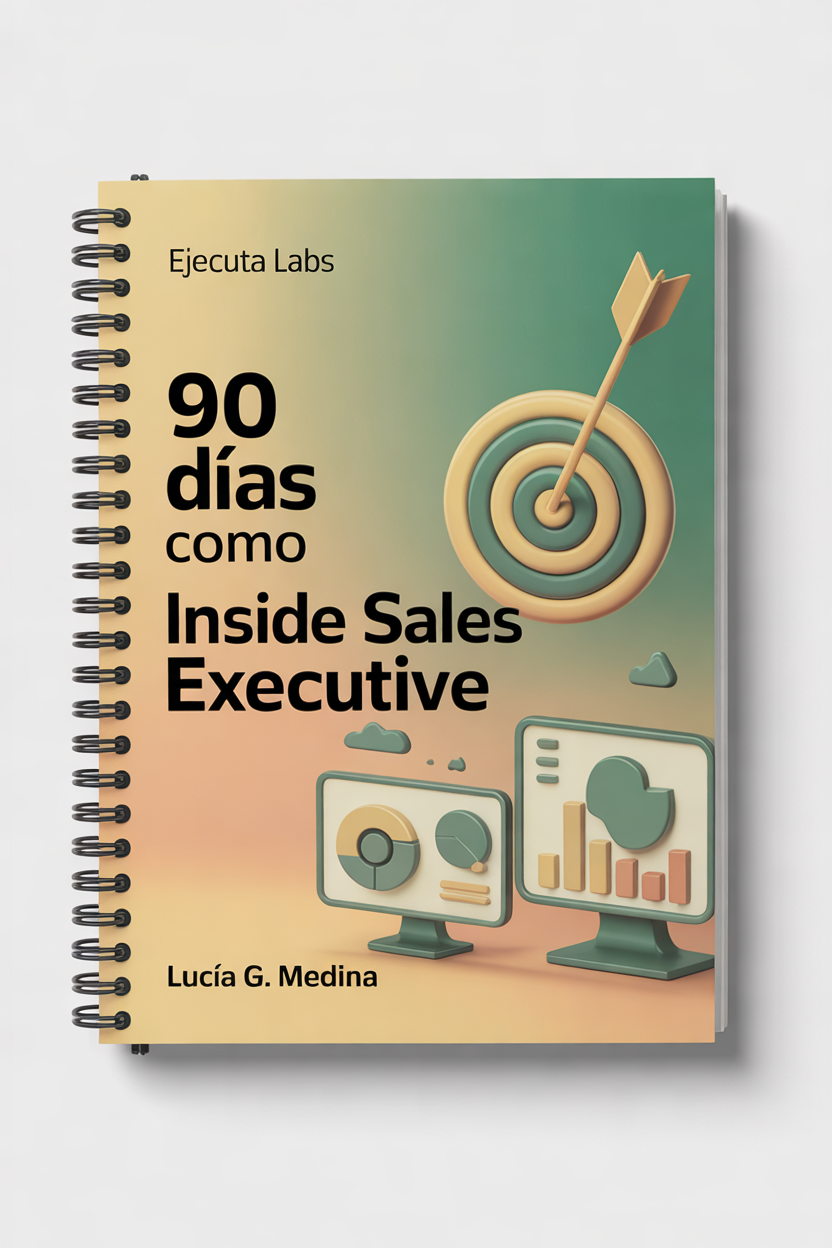 Ejecuta Labs
90
días
como
Inside Sales
Executive
Lucía G. Medina